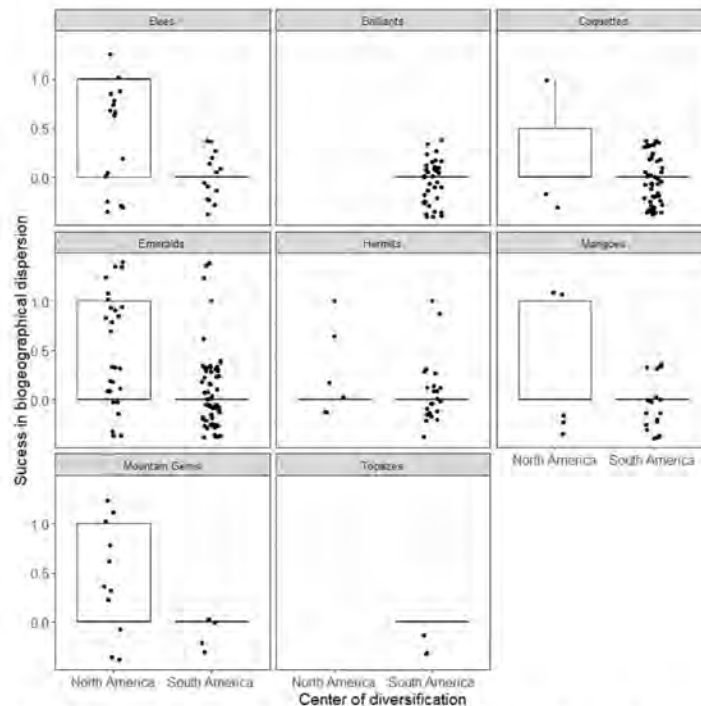 Bees
Brilliants
Coquettes
1.0
0.5
0.0
Emeralds
Hermits
Mangoes
1.0
0.5
0.0
North America South America
Mountain Gems
Topazes
1.0
0.5
0.0
North America South America
North America South America
Sucess in biogeographical dispersion
Center of diversification